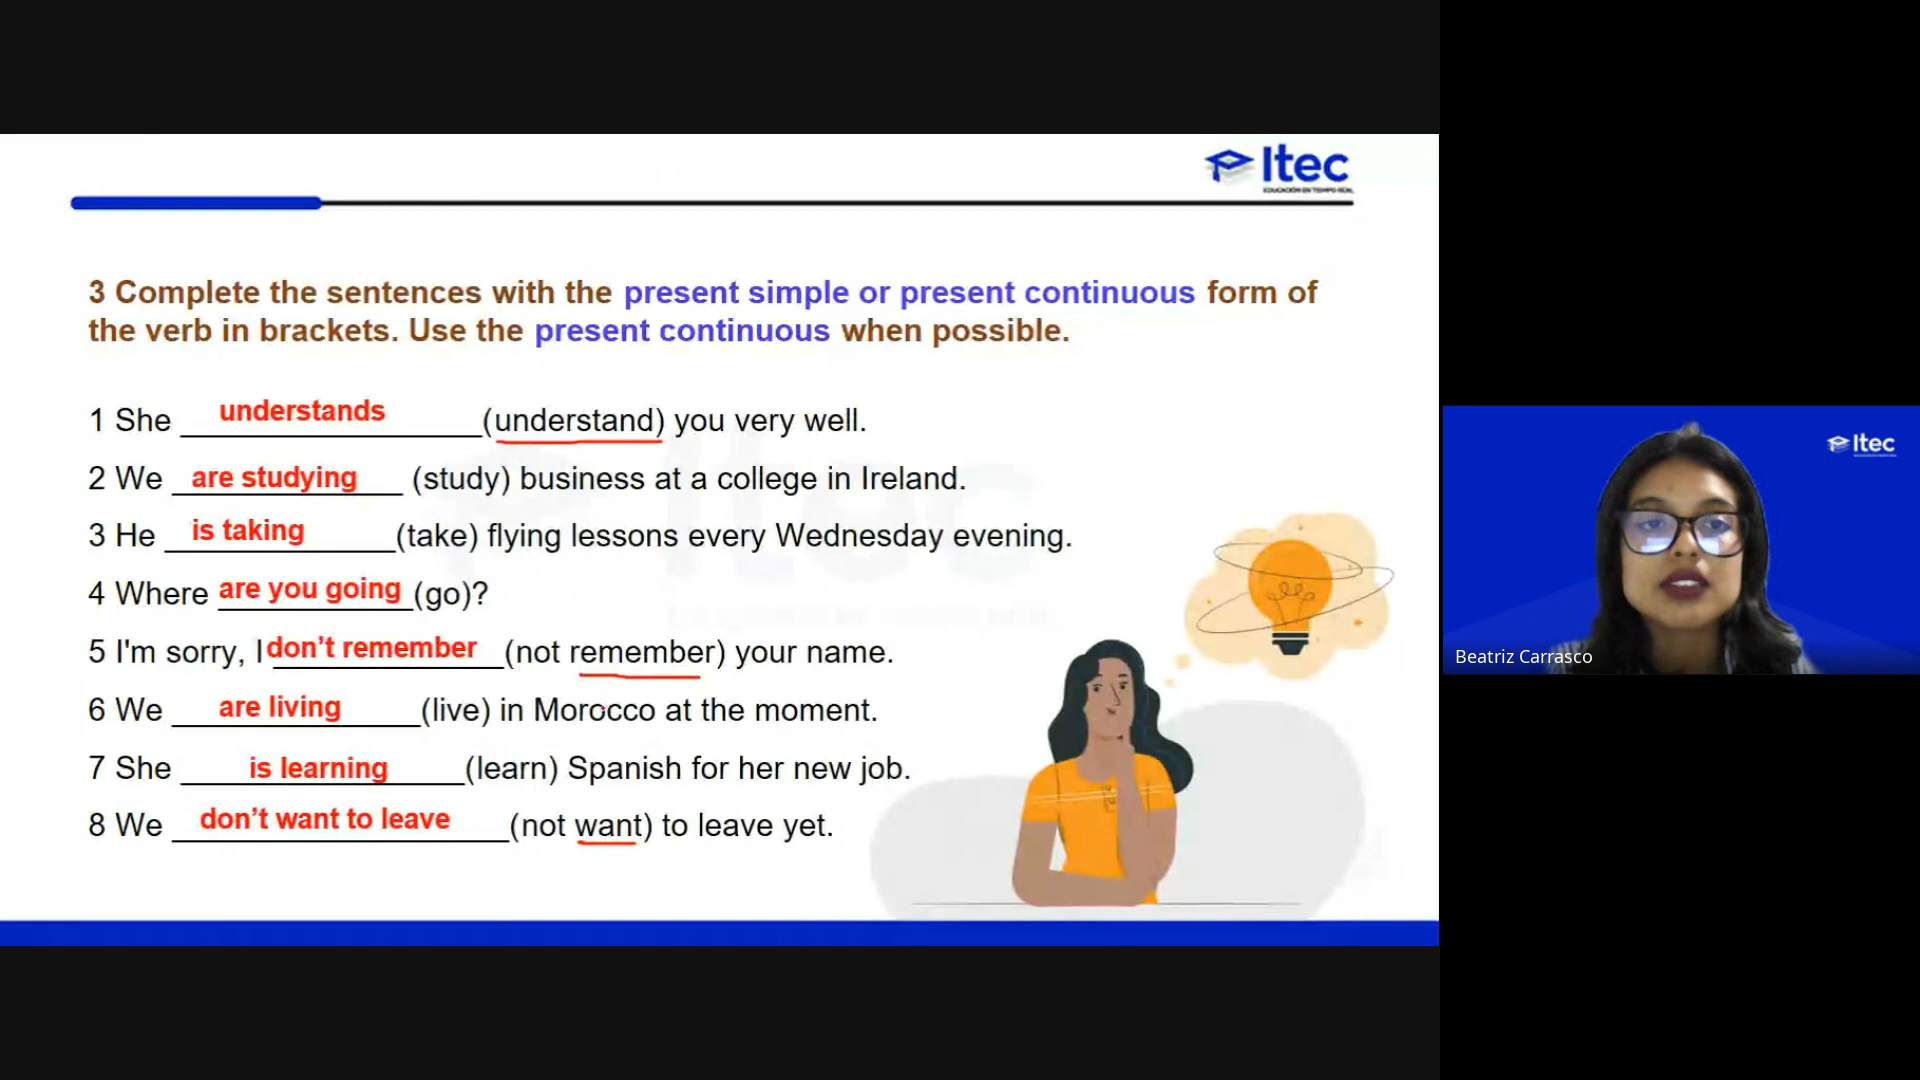 Itec
EDUCACIÓN EN TIEMPO REAL
3 Complete the sentences with the present simple or present continuous form of
the verb in brackets. Use the present continuous when possible.
1 She understands (understand) you very well.
2 We are studying (study) business at a college in Ireland.
3 He is taking (take) flying lessons every Wednesday evening.
4 Where are you going (go)?
5 I'm sorry, I don’t remember (not remember) your name.
6 We are living (live) in Morocco at the moment.
7 She is learning (learn) Spanish for her new job.
8 We don’t want to leave (not want) to leave yet.
Itec
Beatriz Carrasco